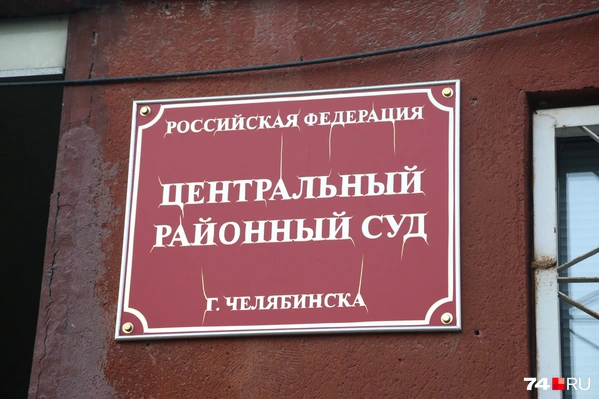 РОССИЙСКАЯ ФЕДЕРАЦИЯ
ЦЕНТРАЛЬНЫЙ
РАЙОННЫЙ СУД
Г. ЧЕЛЯБИНСКА
74.RU